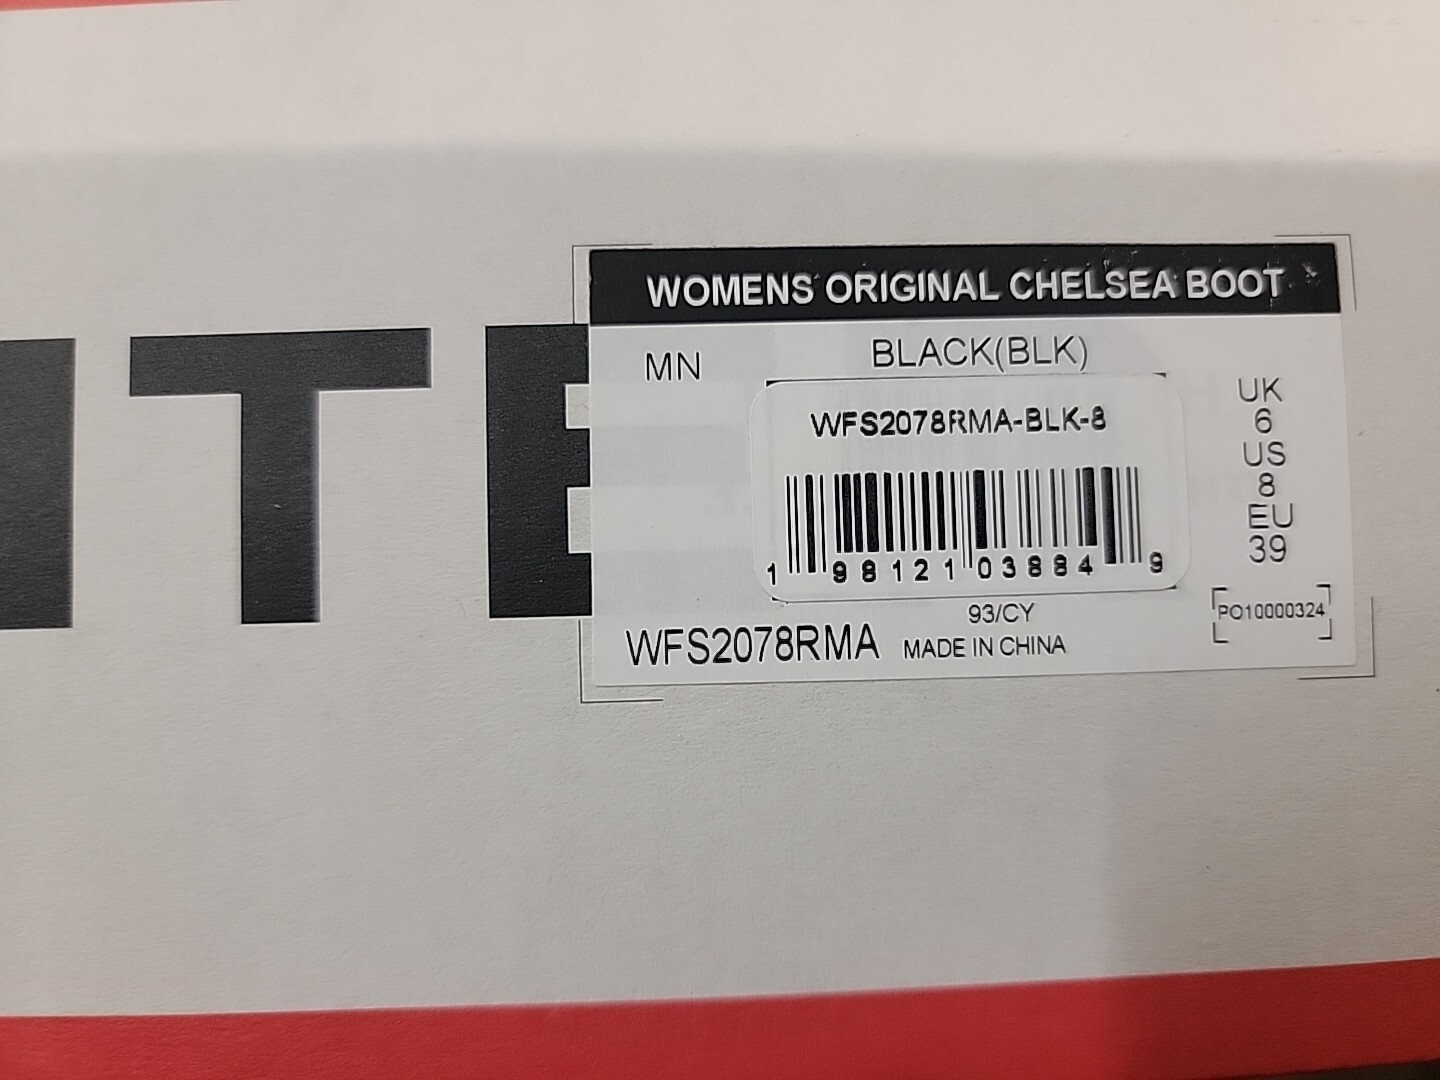 ITE
WOMENS ORIGINAL CHELSEA BOOT
MN
BLACK(BLK)
WFS2078RMA-BLK-8
1 98121 03884 9
UK
6
US
8
EU
39
PO10000324
93/CY
WFS2078RMA
MADE IN CHINA